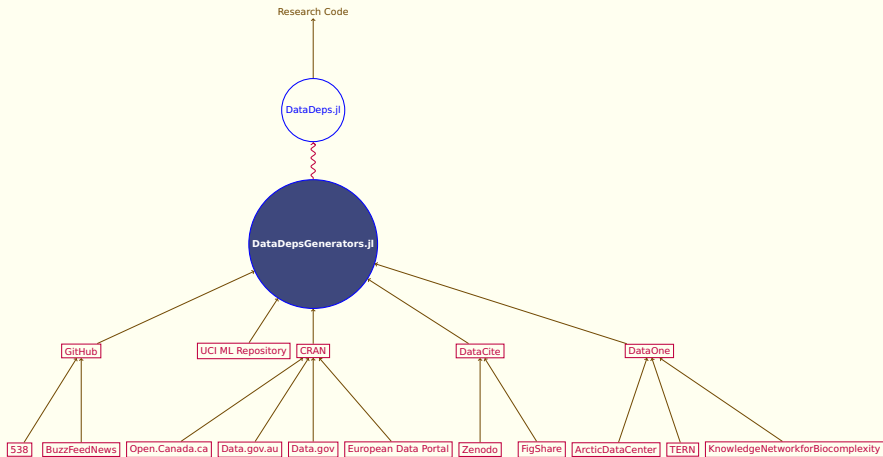 Research Code
DataDeps.jl
DataDepsGenerators.jl
GitHub
UCI ML Repository
CRAN
DataCite
DataOne
538
BuzzFeedNews
Open.Canada.ca
Data.gov.au
Data.gov
European Data Portal
Zenodo
FigShare
ArcticDataCenter
TERN
KnowledgeNetworkforBiocomplexity